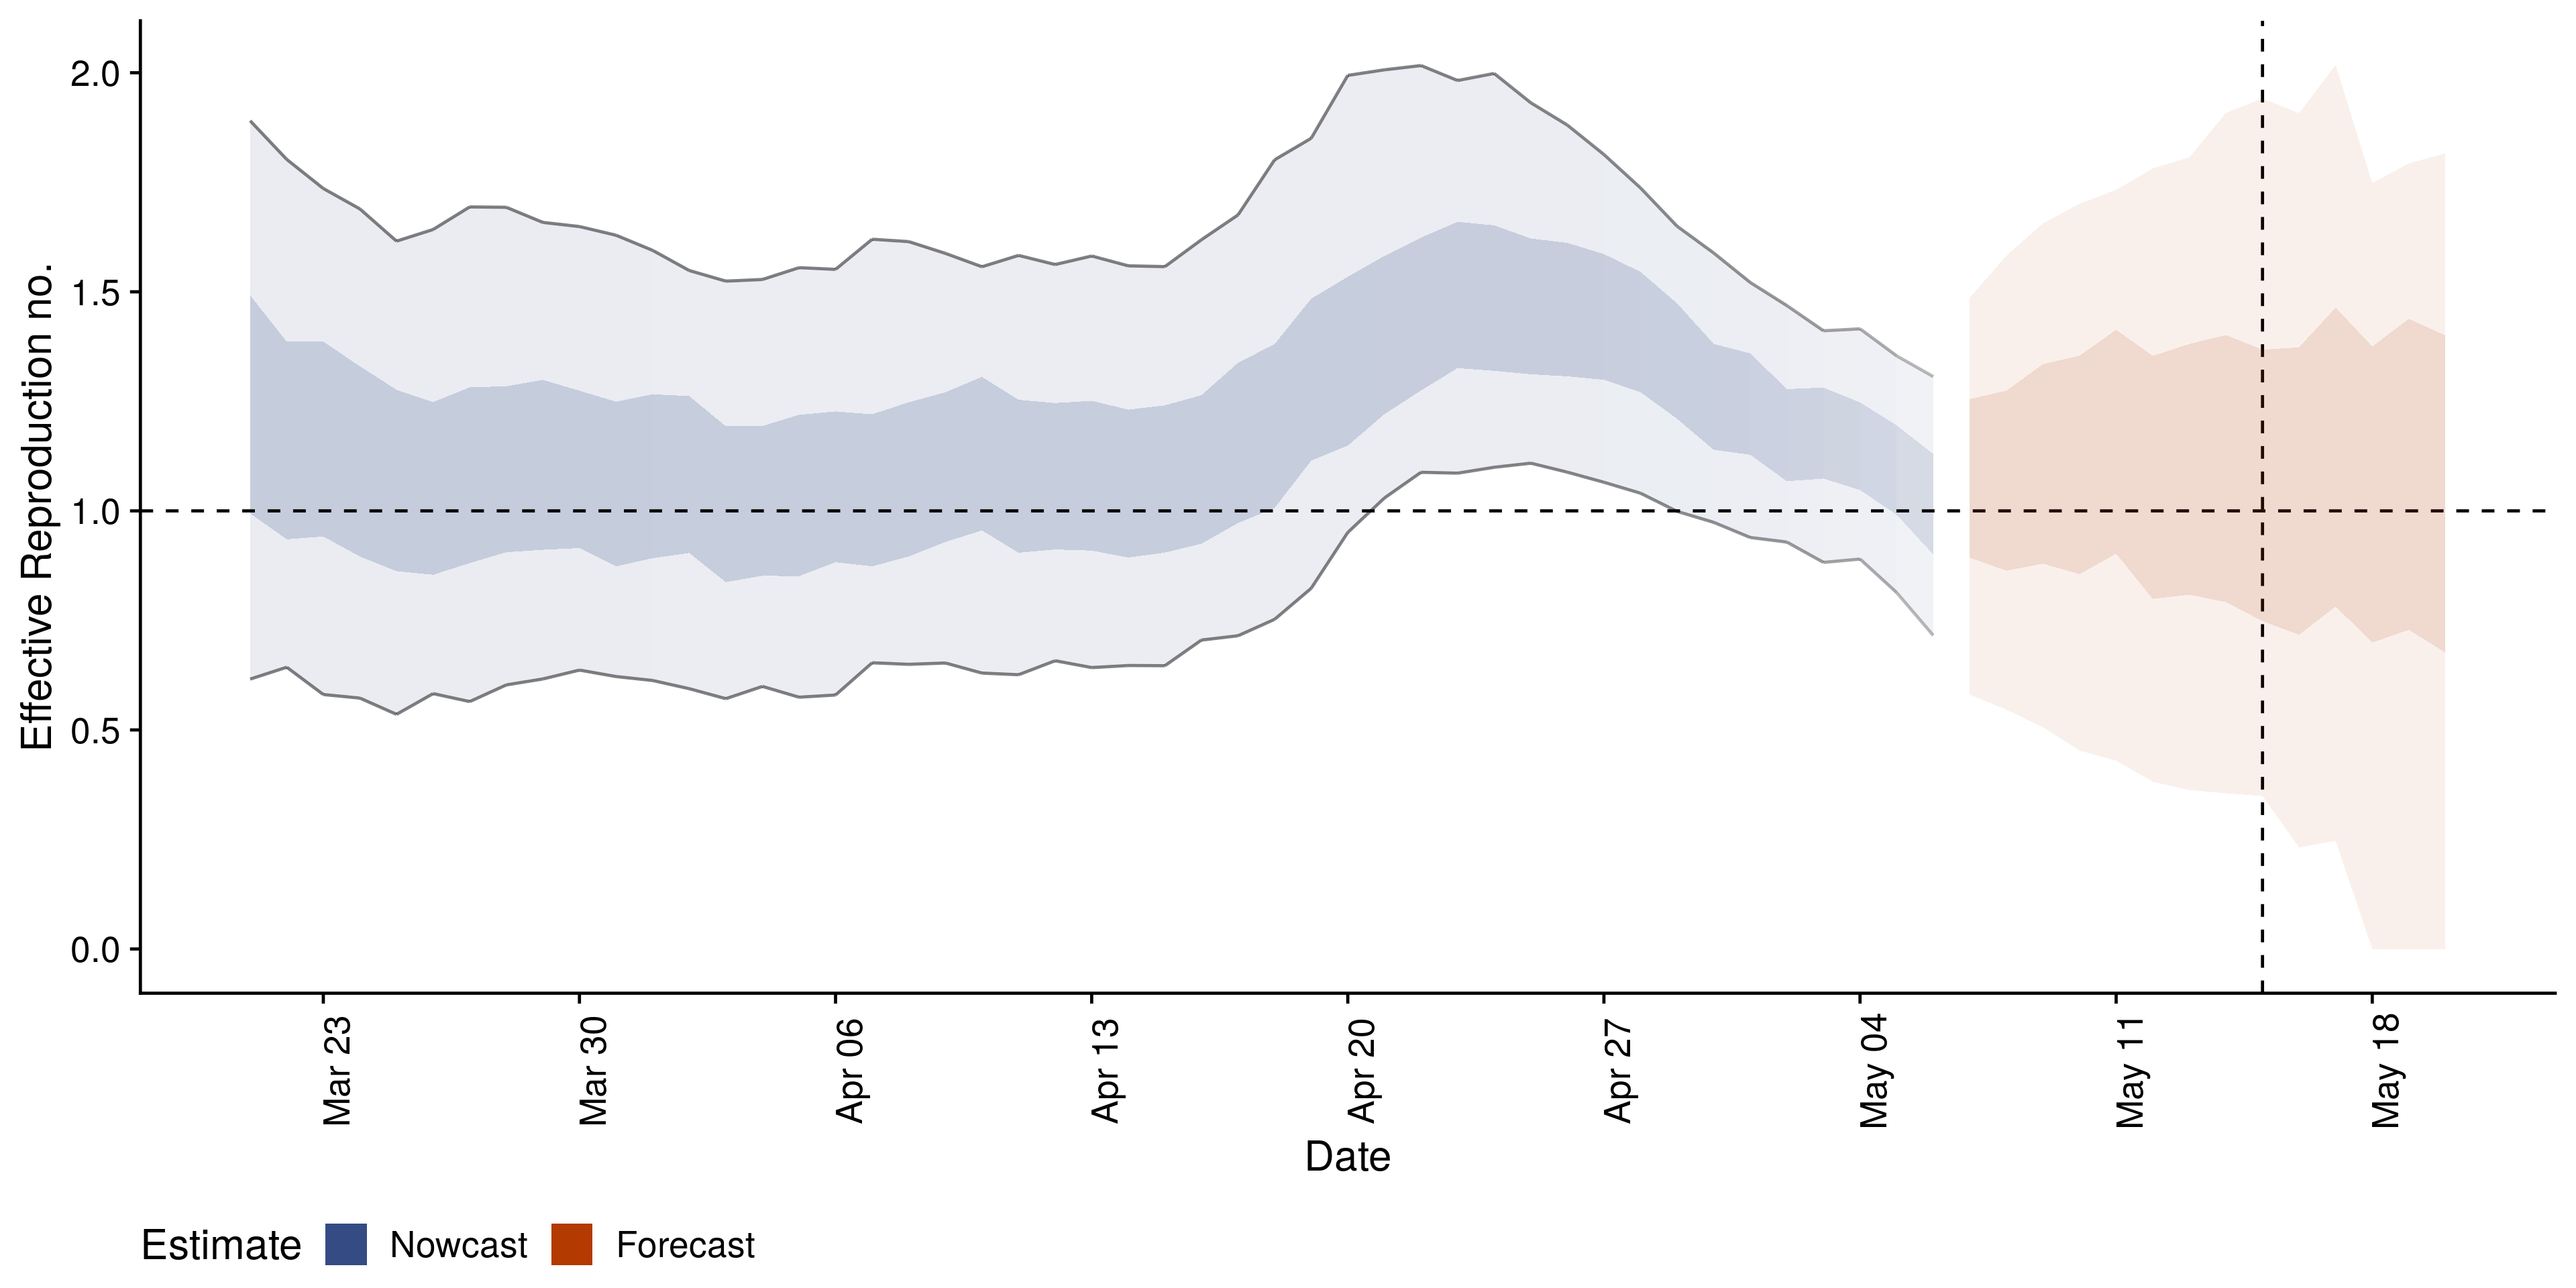 Effective Reproduction no.
2.0
1.5
1.0
0.5
0.0
Mar 23
Mar 30
Apr 06
Apr 13
Apr 20
Apr 27
May 04
May 11
May 18
Date
Estimate Nowcast Forecast